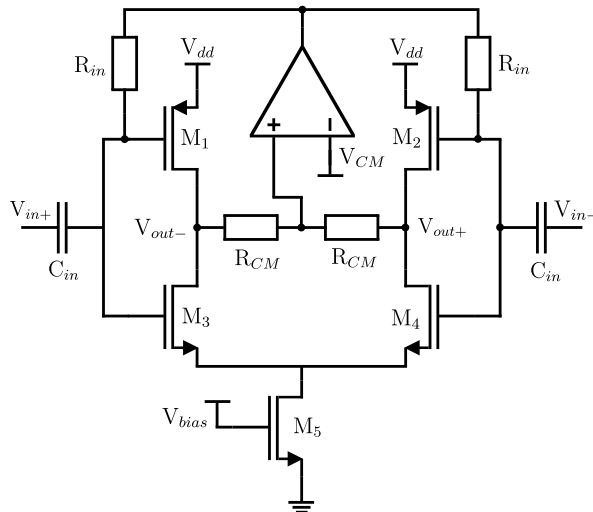 V_dd V_dd
R_in R_in
+ −
M_1 M_2
V_CM
V_in+ V_in−
V_out− V_out+
C_in R_CM R_CM C_in
M_3 M_4
V_bias M_5